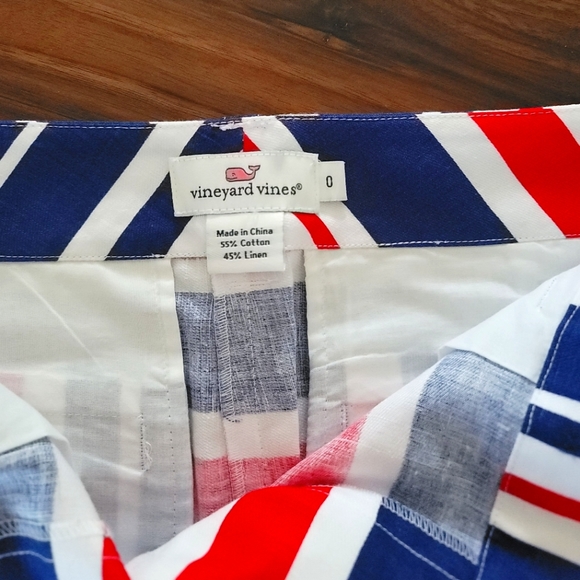 vineyard vines®
0
Made in China
55% Cotton
45% Linen